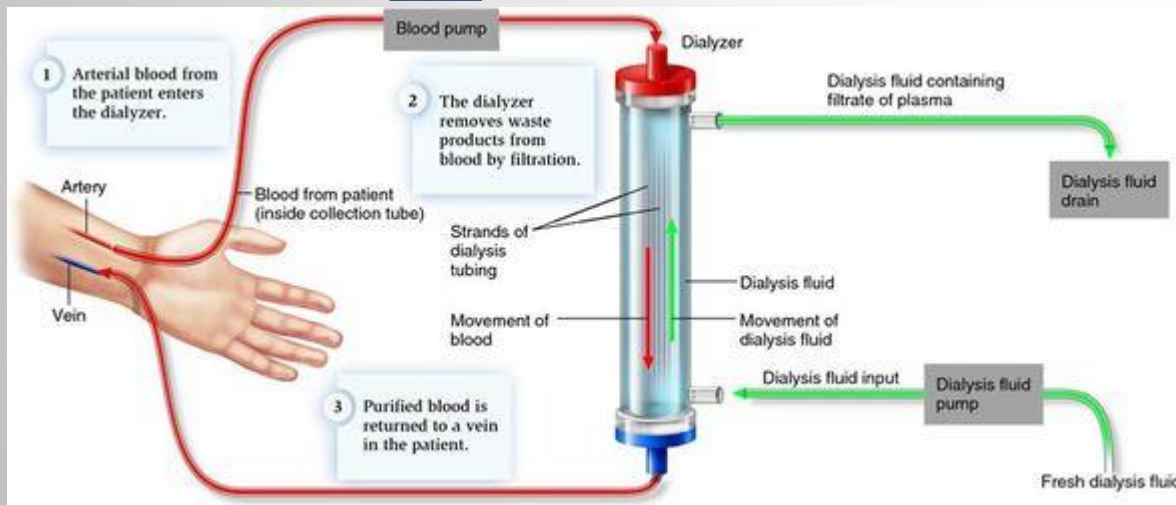 Blood pump
Dialyzer
1 Arterial blood from
the patient enters
the dialyzer.
2 The dialyzer
removes waste
products from
blood by filtration.
Dialysis fluid containing
filtrate of plasma
Artery
Blood from patient
(inside collection tube)
Dialysis fluid
drain
Strands of
dialysis
tubing
Dialysis fluid
Vein
Movement of
blood
Movement of
dialysis fluid
Dialysis fluid input
Dialysis fluid
pump
3 Purified blood is
returned to a vein
in the patient.
Fresh dialysis fluid